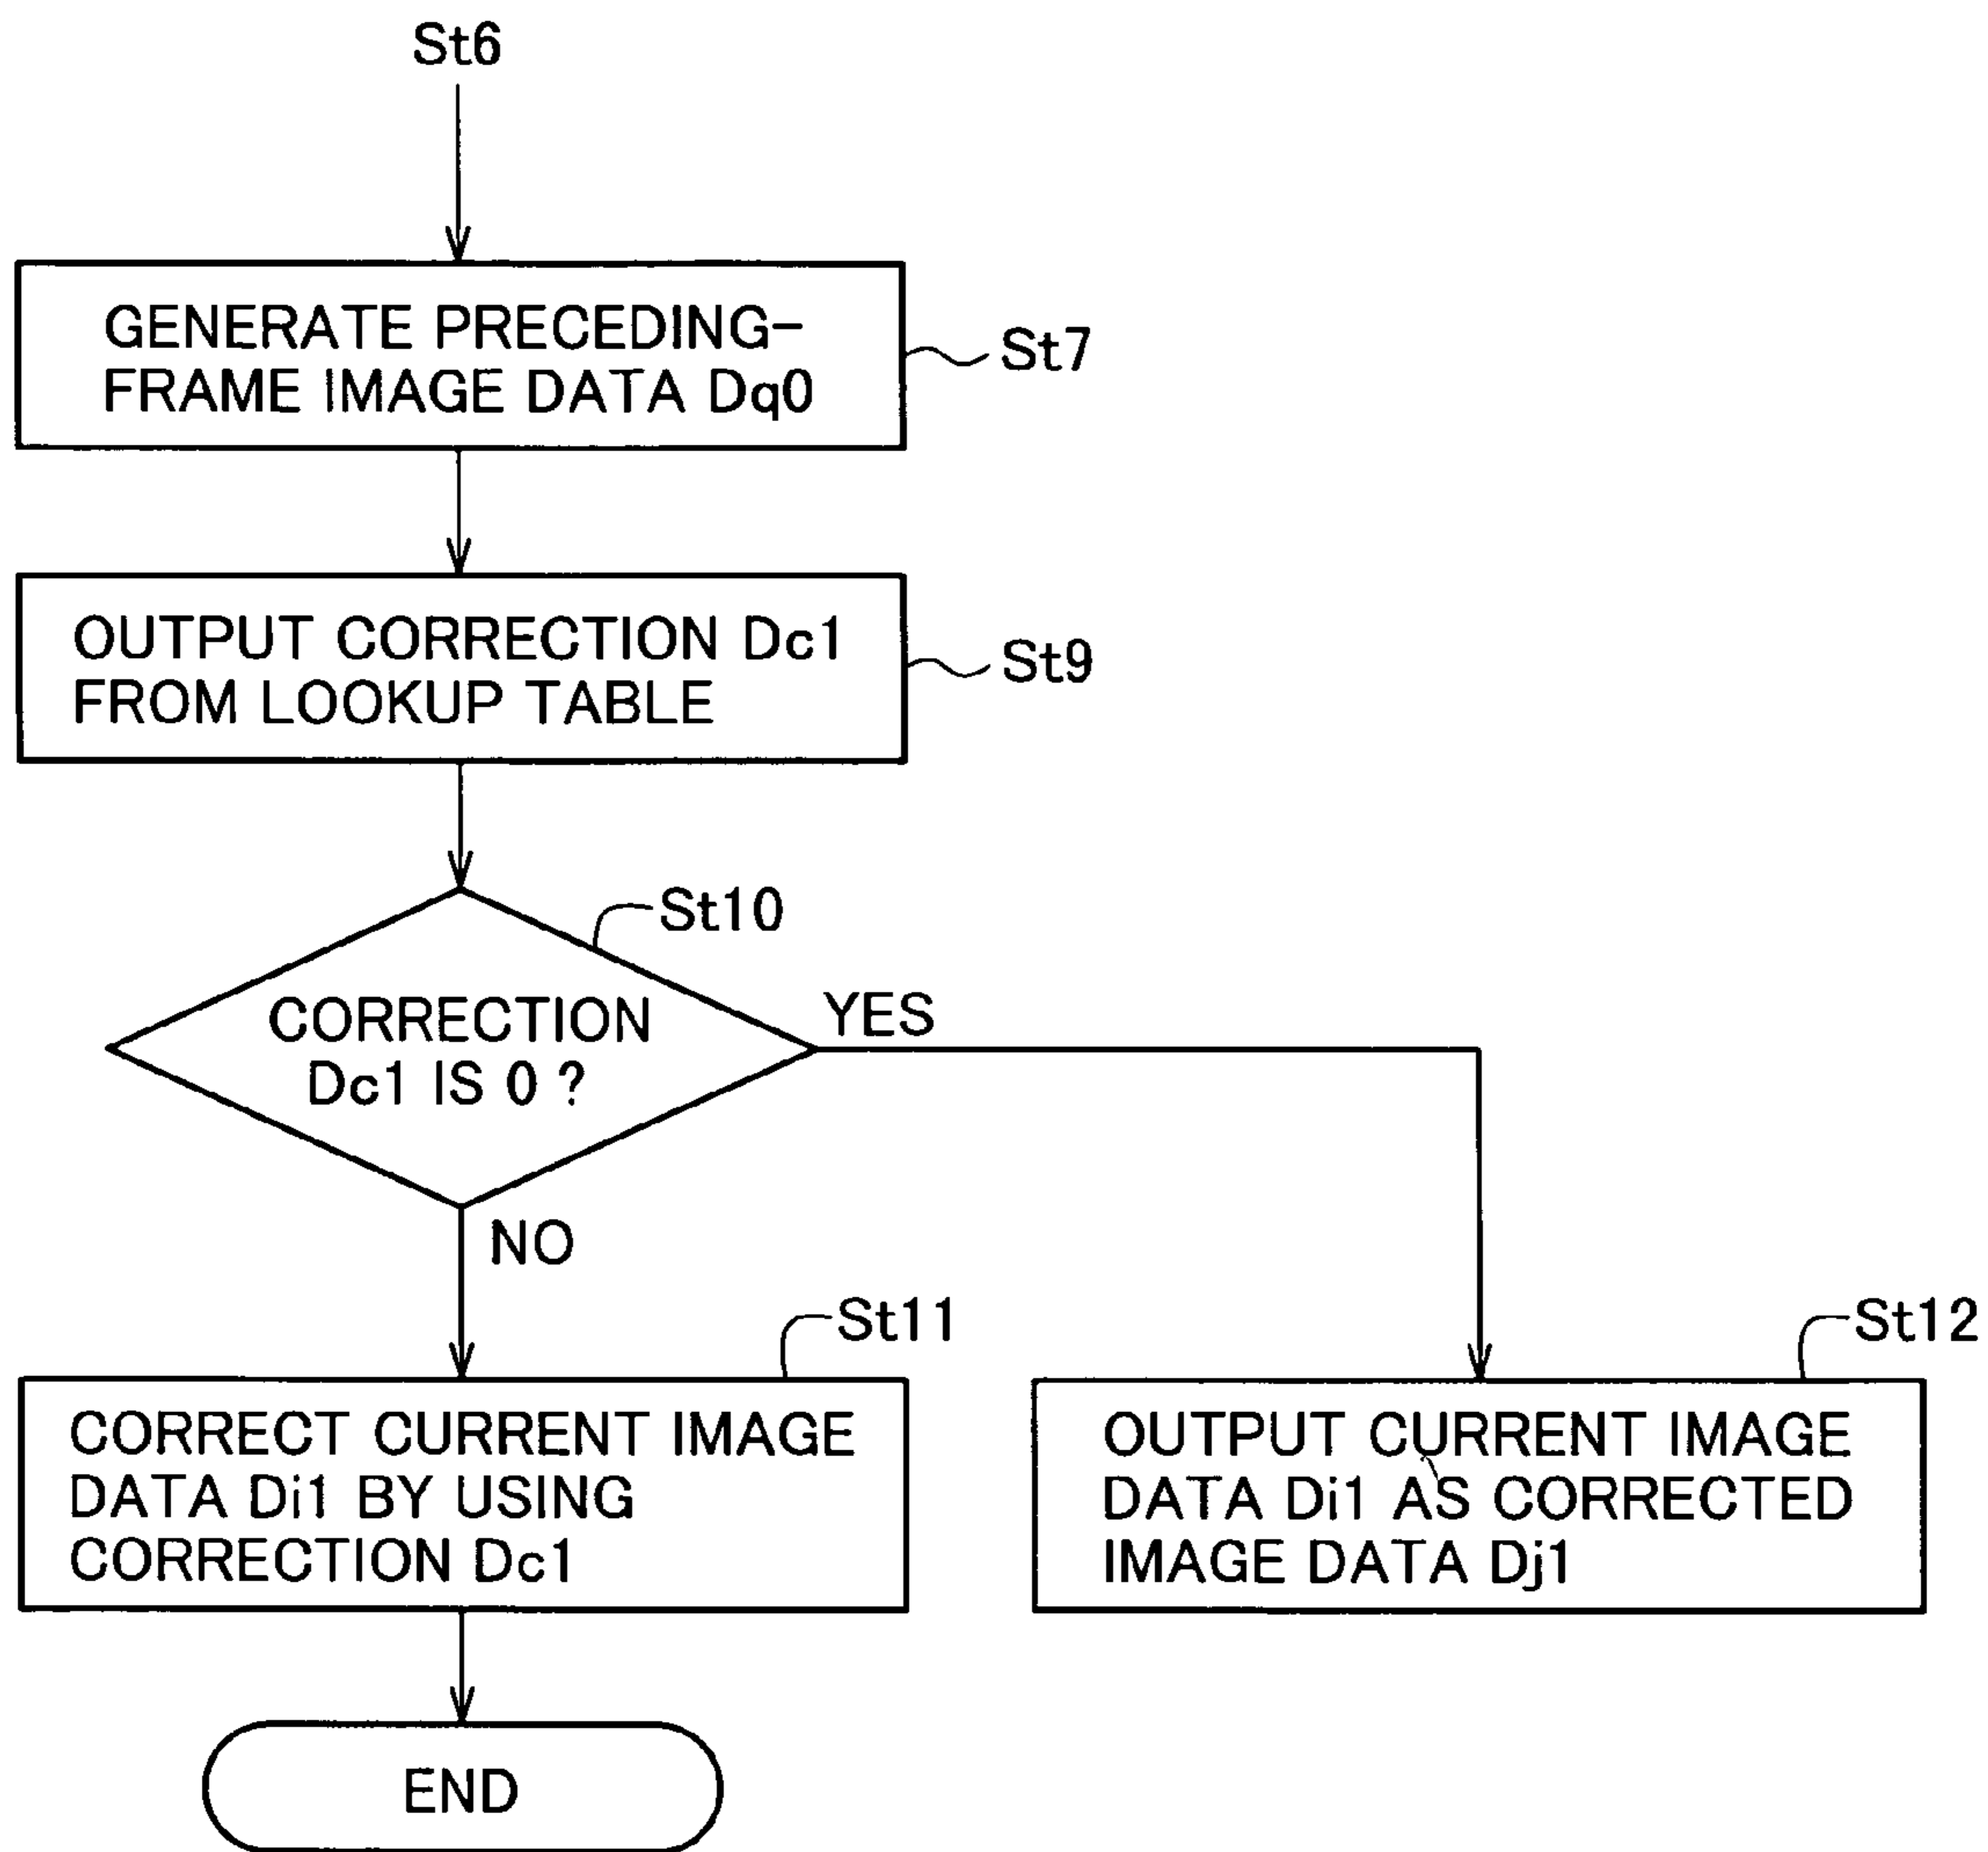 St6
GENERATE PRECEDING-
FRAME IMAGE DATA Dq0
St7
OUTPUT CORRECTION Dc1
FROM LOOKUP TABLE
St9
St10
CORRECTION
Dc1 IS 0 ?
YES
NO
St11
CORRECT CURRENT IMAGE
DATA Di1 BY USING
CORRECTION Dc1
St12
OUTPUT CURRENT IMAGE
DATA Di1 AS CORRECTED
IMAGE DATA Dj1
END